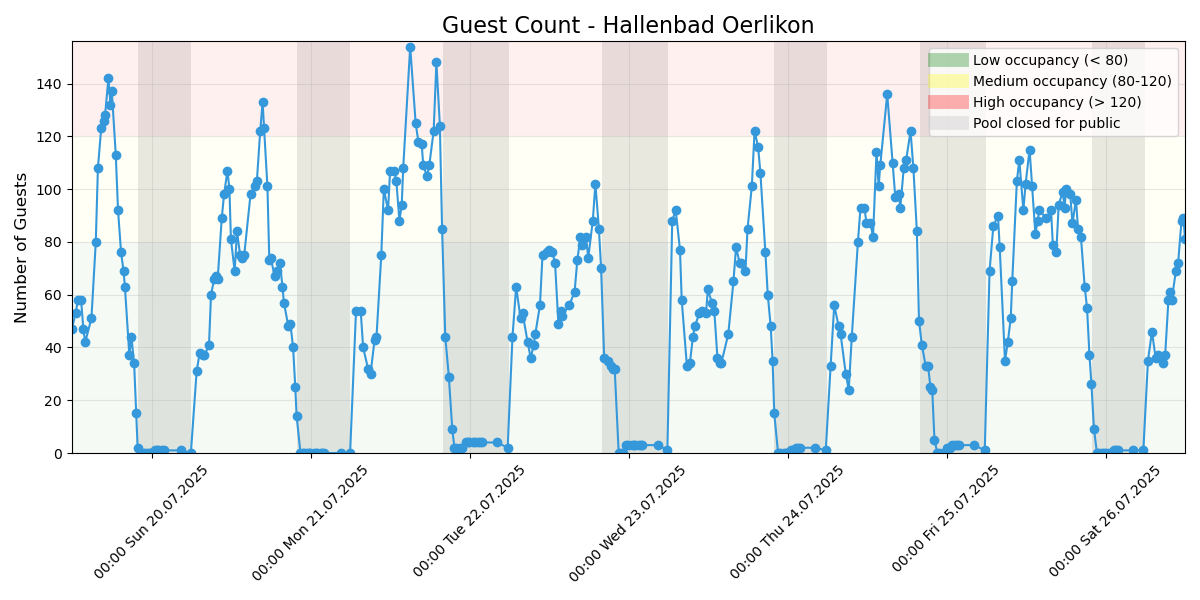 Guest Count - Hallenbad Oerlikon
Low occupancy (< 80)
Medium occupancy (80-120)
High occupancy (> 120)
Pool closed for public
Number of Guests
140
120
100
80
60
40
20
0
00:00 Sun 20.07.2025
00:00 Mon 21.07.2025
00:00 Tue 22.07.2025
00:00 Wed 23.07.2025
00:00 Thu 24.07.2025
00:00 Fri 25.07.2025
00:00 Sat 26.07.2025